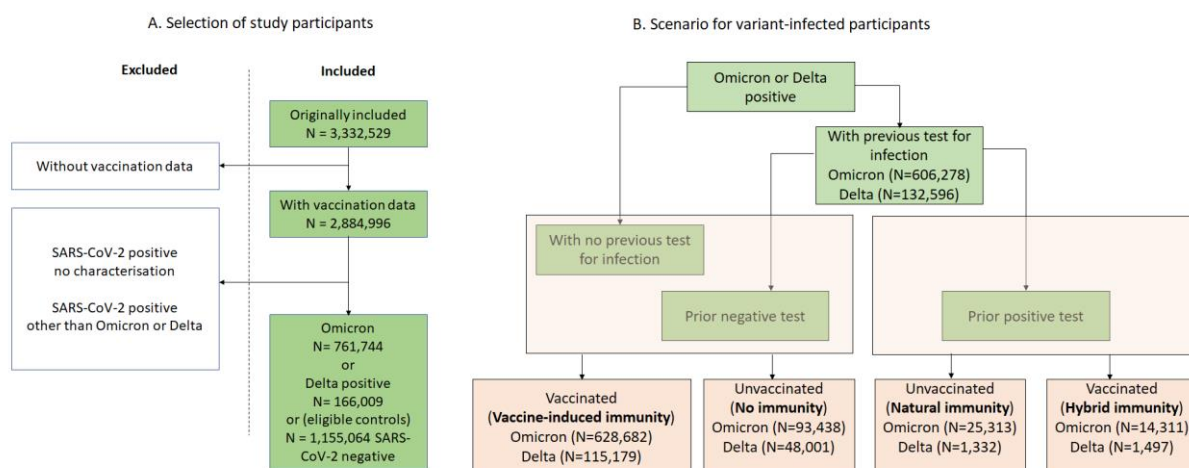 A. Selection of study participants
Excluded
Included
Originally included
N = 3,332,529
Without vaccination data
With vaccination data
N = 2,884,996
SARS-CoV-2 positive
no characterisation
SARS-CoV-2 positive
other than Omicron or Delta
Omicron
N= 761,744
or
Delta positive
N= 166,009
or (eligible controls)
N = 1,155,064 SARS-
CoV-2 negative
B. Scenario for variant-infected participants
Omicron or Delta
positive
With previous test for
infection
Omicron (N=606,278)
Delta (N=132,596)
With no previous test
for infection
Prior negative test
Prior positive test
Vaccinated
(Vaccine-induced immunity)
Omicron (N=628,682)
Delta (N=115,179)
Unvaccinated
(No immunity)
Omicron (N=93,438)
Delta (N=48,001)
Unvaccinated
(Natural immunity)
Omicron (N=25,313)
Delta (N=1,332)
Vaccinated
(Hybrid immunity)
Omicron (N=14,311)
Delta (N=1,497)